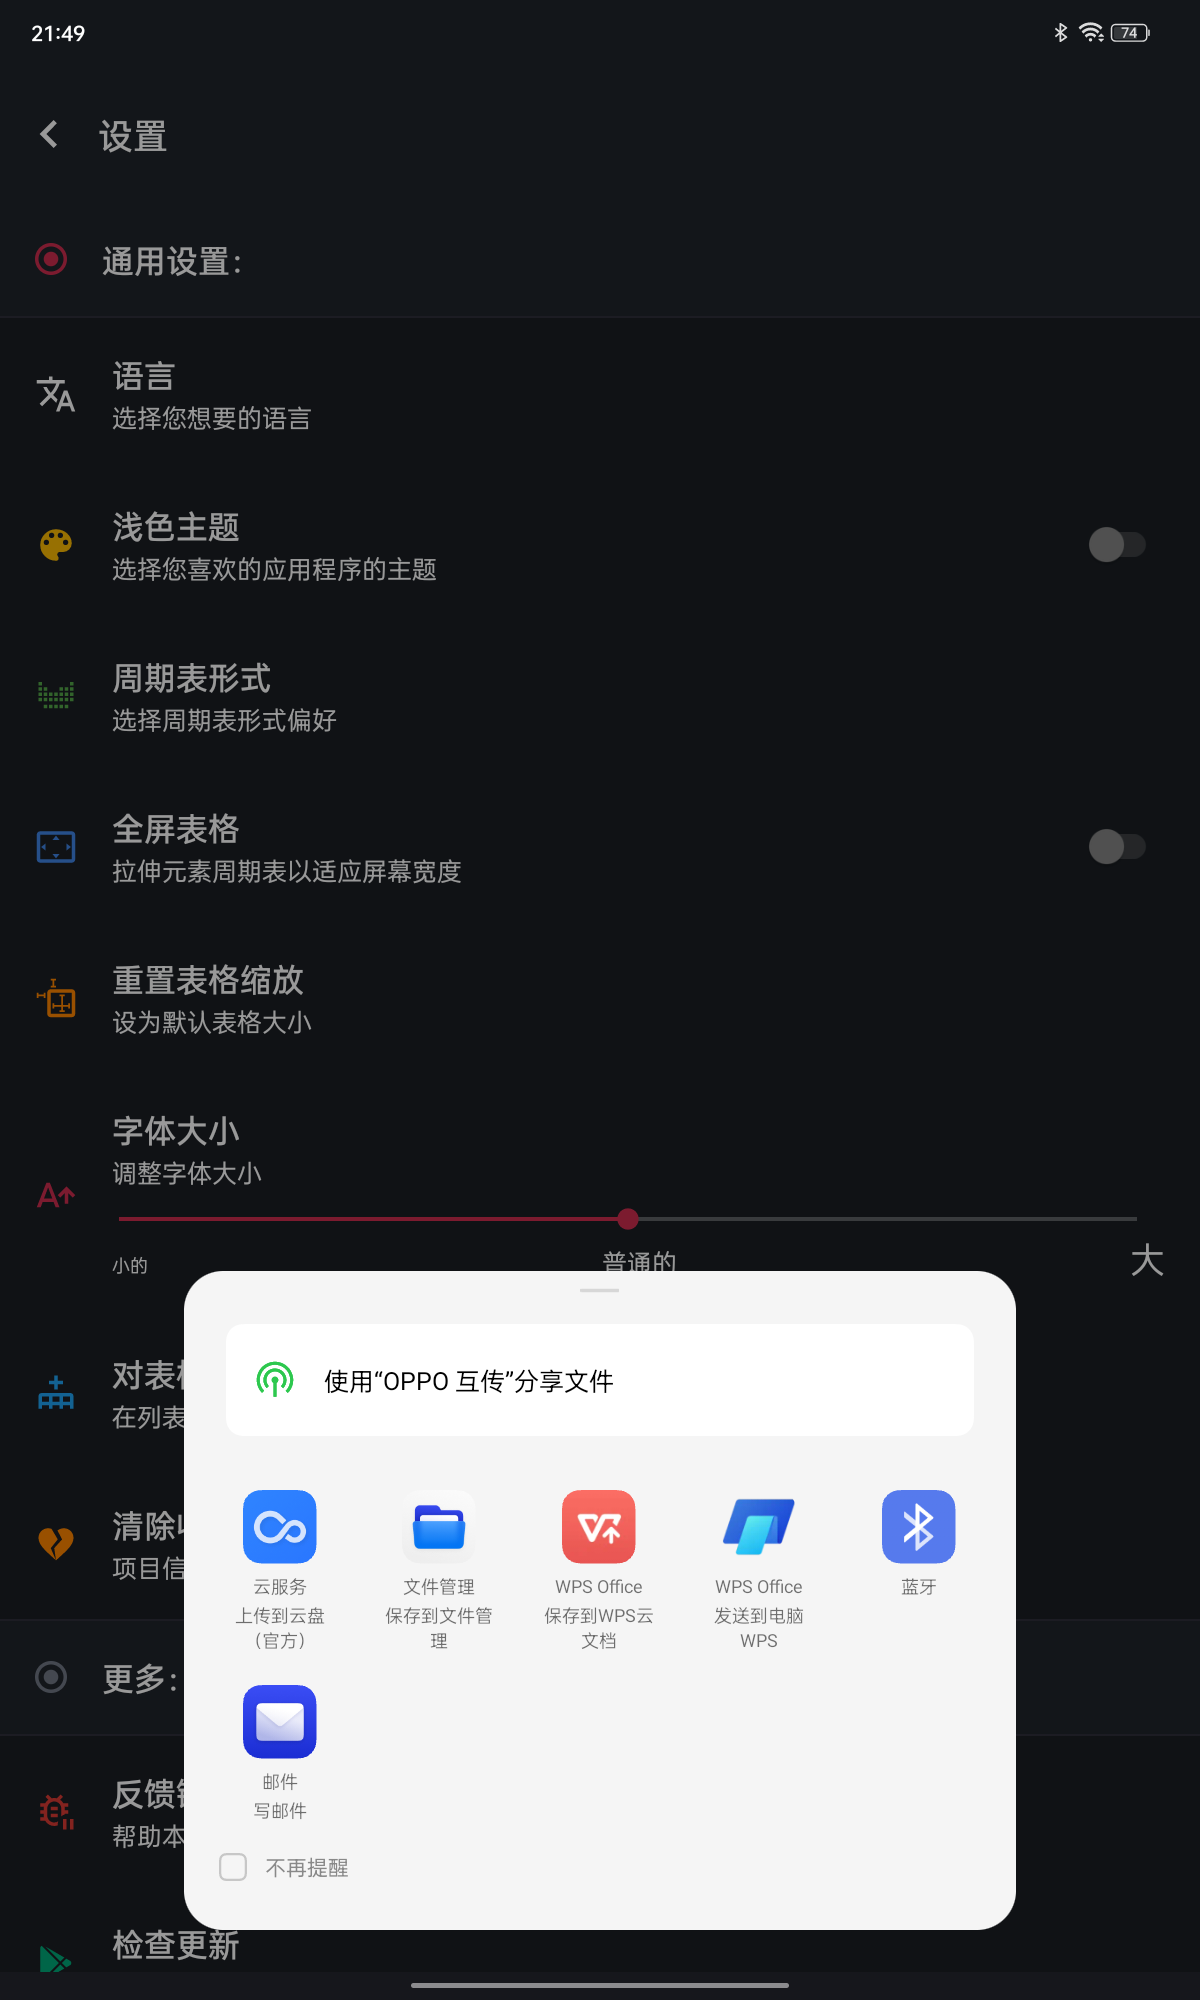 21:49
74
设置
通用设置：
语言
选择您想要的语言
浅色主题
选择您喜欢的应用程序的主题
周期表形式
选择周期表形式偏好
全屏表格
拉伸元素周期表以适应屏幕宽度
重置表格缩放
设为默认表格大小
字体大小
调整字体大小
小的
普通的
大
对表
在列表
清除
项目信
更多：
反馈
帮助本
检查更新
使用“OPPO 互传”分享文件
云服务
上传到云盘
（官方）
文件管理
保存到文件管
理
WPS Office
保存到WPS云
文档
WPS Office
发送到电脑
WPS
蓝牙
邮件
写邮件
不再提醒